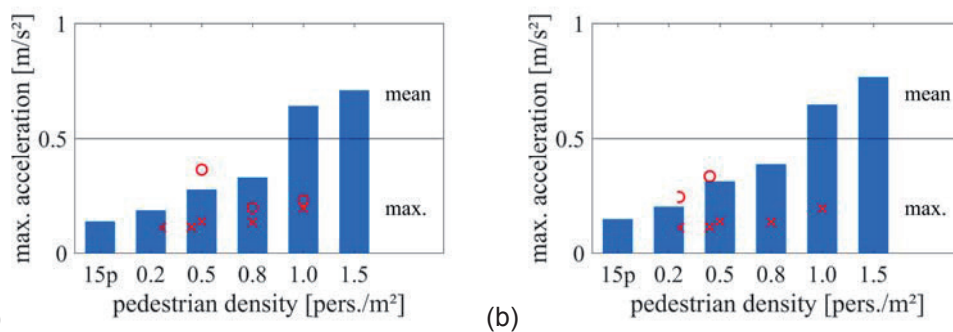 1
0.5
0
max. acceleration [m/s²]
mean
max.
15p 0.2 0.5 0.8 1.0 1.5
pedestrian density [pers./m²]
(b)
1
0.5
0
max. acceleration [m/s²]
mean
max.
15p 0.2 0.5 0.8 1.0 1.5
pedestrian density [pers./m²]